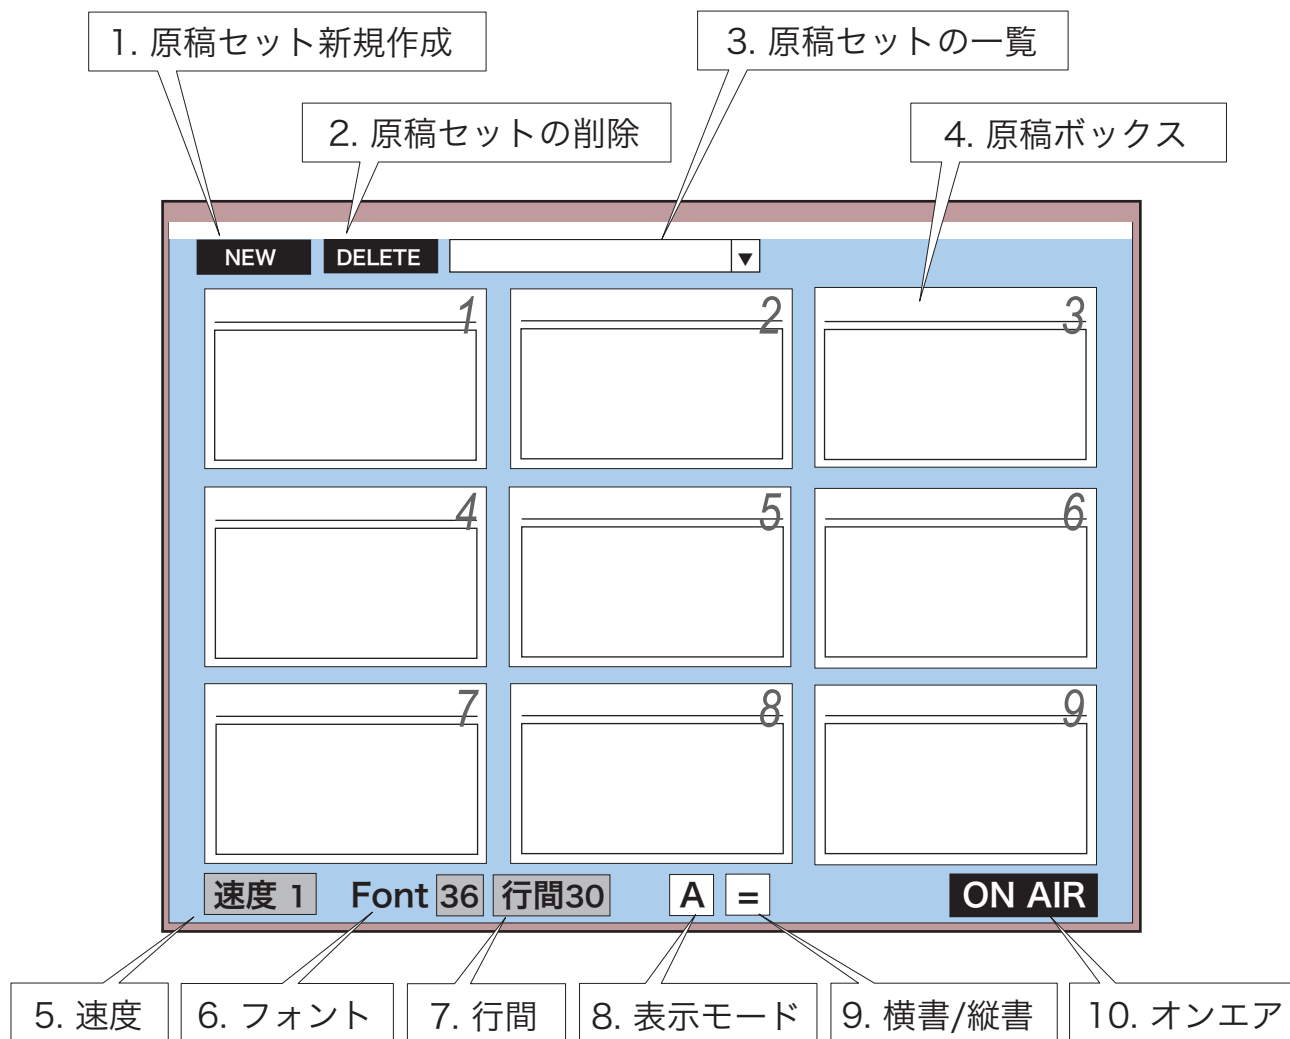 1. 原稿セット新規作成
3. 原稿セットの一覧
2. 原稿セットの削除
4. 原稿ボックス
NEW
DELETE
▼
1
2
3
4
5
6
7
8
9
速度 1
Font 36
行間30
A
=
ON AIR
5. 速度
6. フォント
7. 行間
8. 表示モード
9. 横書/縦書
10. オンエア